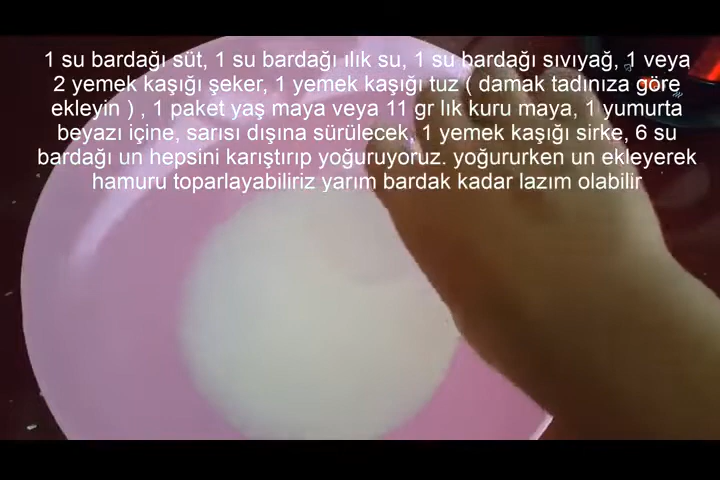 1 su bardağı süt, 1 su bardağı ılık su, 1 su bardağı sıvıyağ, 1 veya
2 yemek kaşığı şeker, 1 yemek kaşığı tuz ( damak tadınıza göre
ekleyin ) , 1 paket yaş maya veya 11 gr lık kuru maya, 1 yumurta
beyazı içine, sarısı dışına sürülecek, 1 yemek kaşığı sirke, 6 su
bardağı un hepsini karıştırıp yoğuruyoruz. yoğururken un ekleyerek
hamuru toparlayabiliriz yarım bardak kadar lazım olabilir